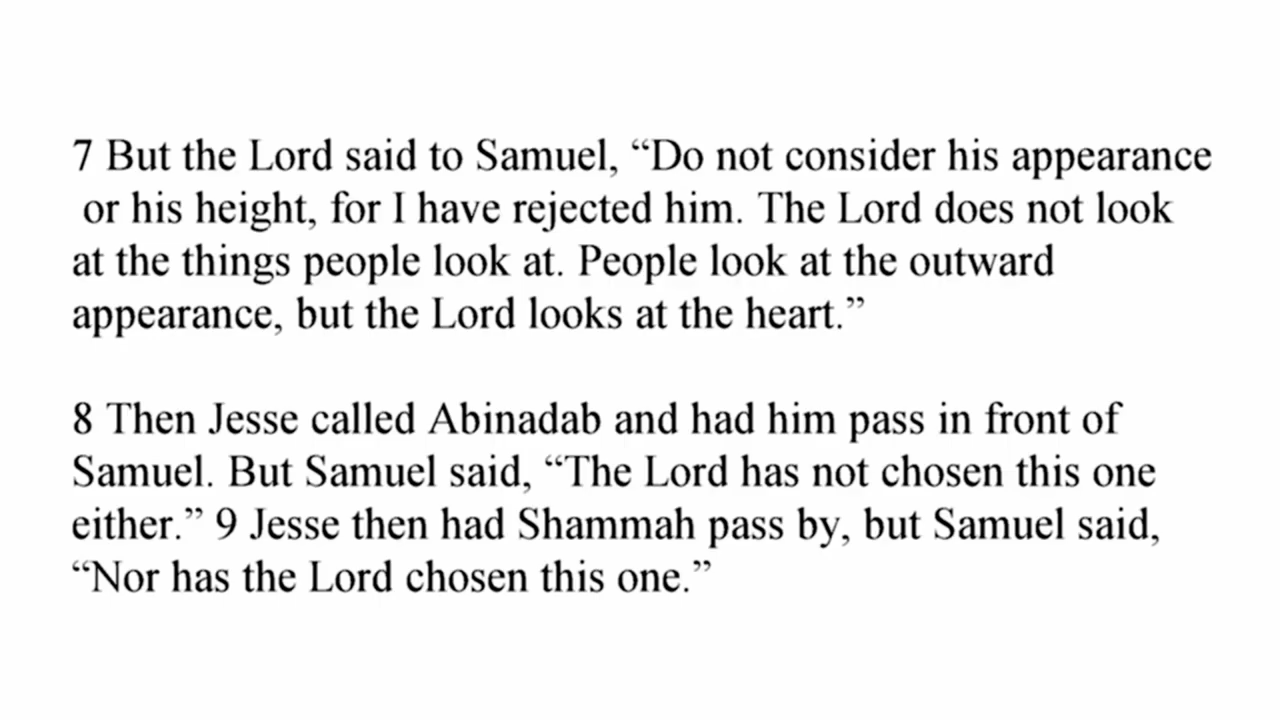 7 But the Lord said to Samuel, “Do not consider his appearance
or his height, for I have rejected him. The Lord does not look
at the things people look at. People look at the outward
appearance, but the Lord looks at the heart.”
8 Then Jesse called Abinadab and had him pass in front of
Samuel. But Samuel said, “The Lord has not chosen this one
either.” 9 Jesse then had Shammah pass by, but Samuel said,
“Nor has the Lord chosen this one.”